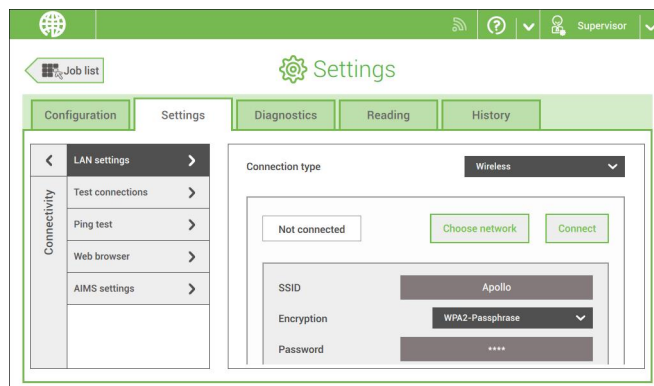 Supervisor
Job list
Settings
Configuration
Settings
Diagnostics
Reading
History
Connectivity
LAN settings
Test connections
Ping test
Web browser
AIMS settings
Connection type
Wireless
Not connected
Choose network
Connect
SSID
Apollo
Encryption
WPA2-Passphrase
Password
****